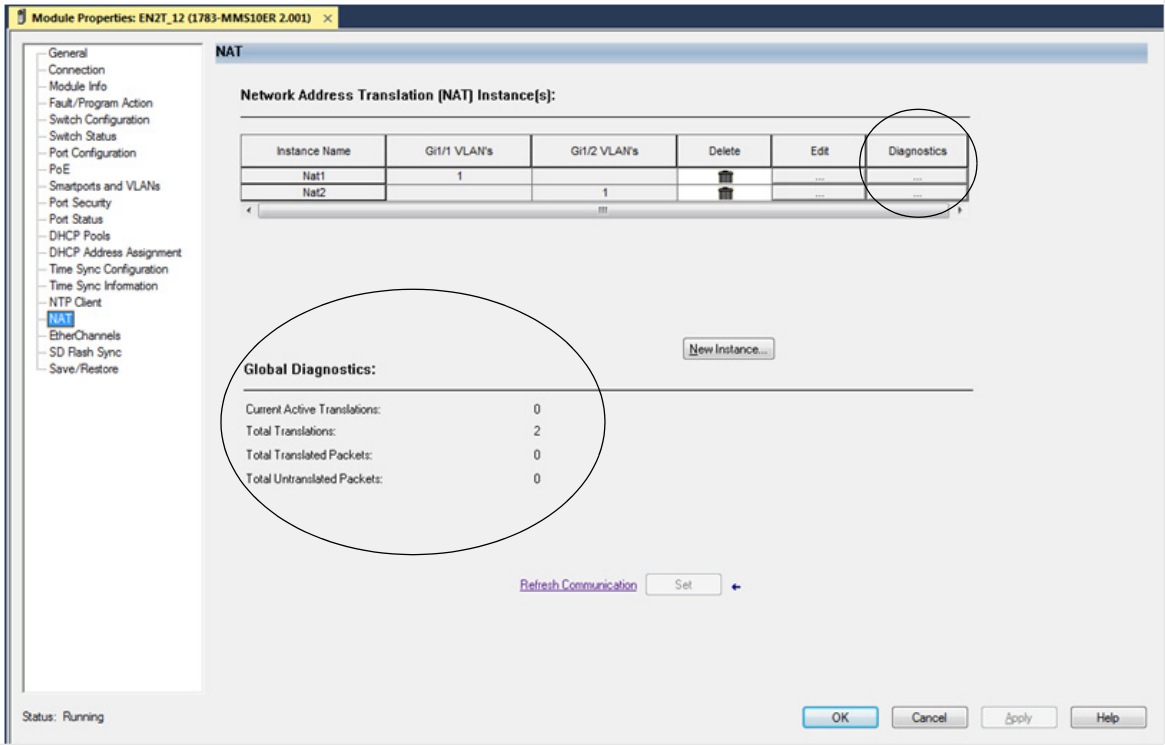 Module Properties: EN2T_12 (1783-MMS10ER 2.001) ×
General
Connection
Module Info
Fault/Program Action
Switch Configuration
Switch Status
Port Configuration
PoE
Smartports and VLANs
Port Security
Port Status
DHCP Pools
DHCP Address Assignment
Time Sync Configuration
Time Sync Information
NTP Client
NAT
EtherChannels
SD Flash Sync
Save/Restore
NAT
Network Address Translation (NAT) Instance(s):
Instance Name Gi1/1 VLAN's Gi1/2 VLAN's Delete Edit Diagnostics
Nat1 1 ... ...
Nat2 1 ... ...
New Instance...
Global Diagnostics:
Current Active Translations: 0
Total Translations: 2
Total Translated Packets: 0
Total Untranslated Packets: 0
Refresh Communication Set
Status: Running
OK Cancel Apply Help